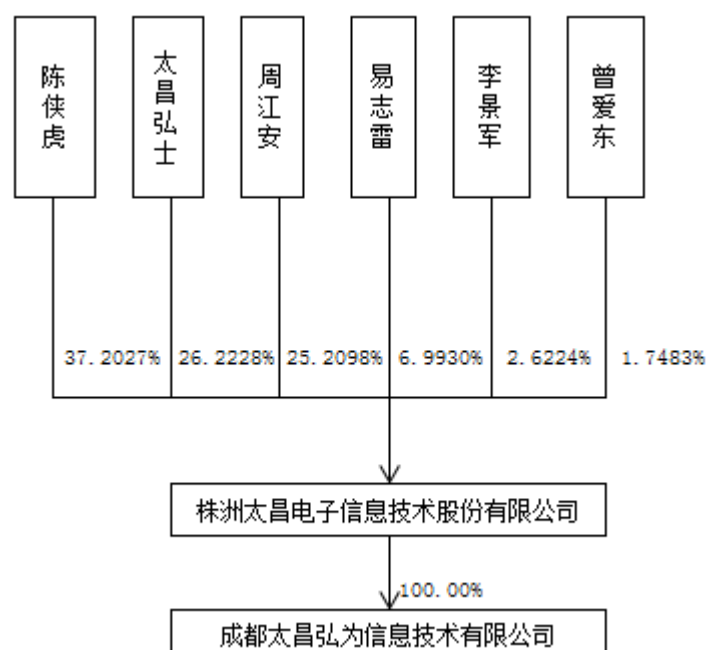 陈侠虎
太昌弘士
周江安
易志雷
李景军
曾爱东
37.2027%
26.2228%
25.2098%
6.9930%
2.6224%
1.7483%
株洲太昌电子信息技术股份有限公司
100.00%
成都太昌弘为信息技术有限公司